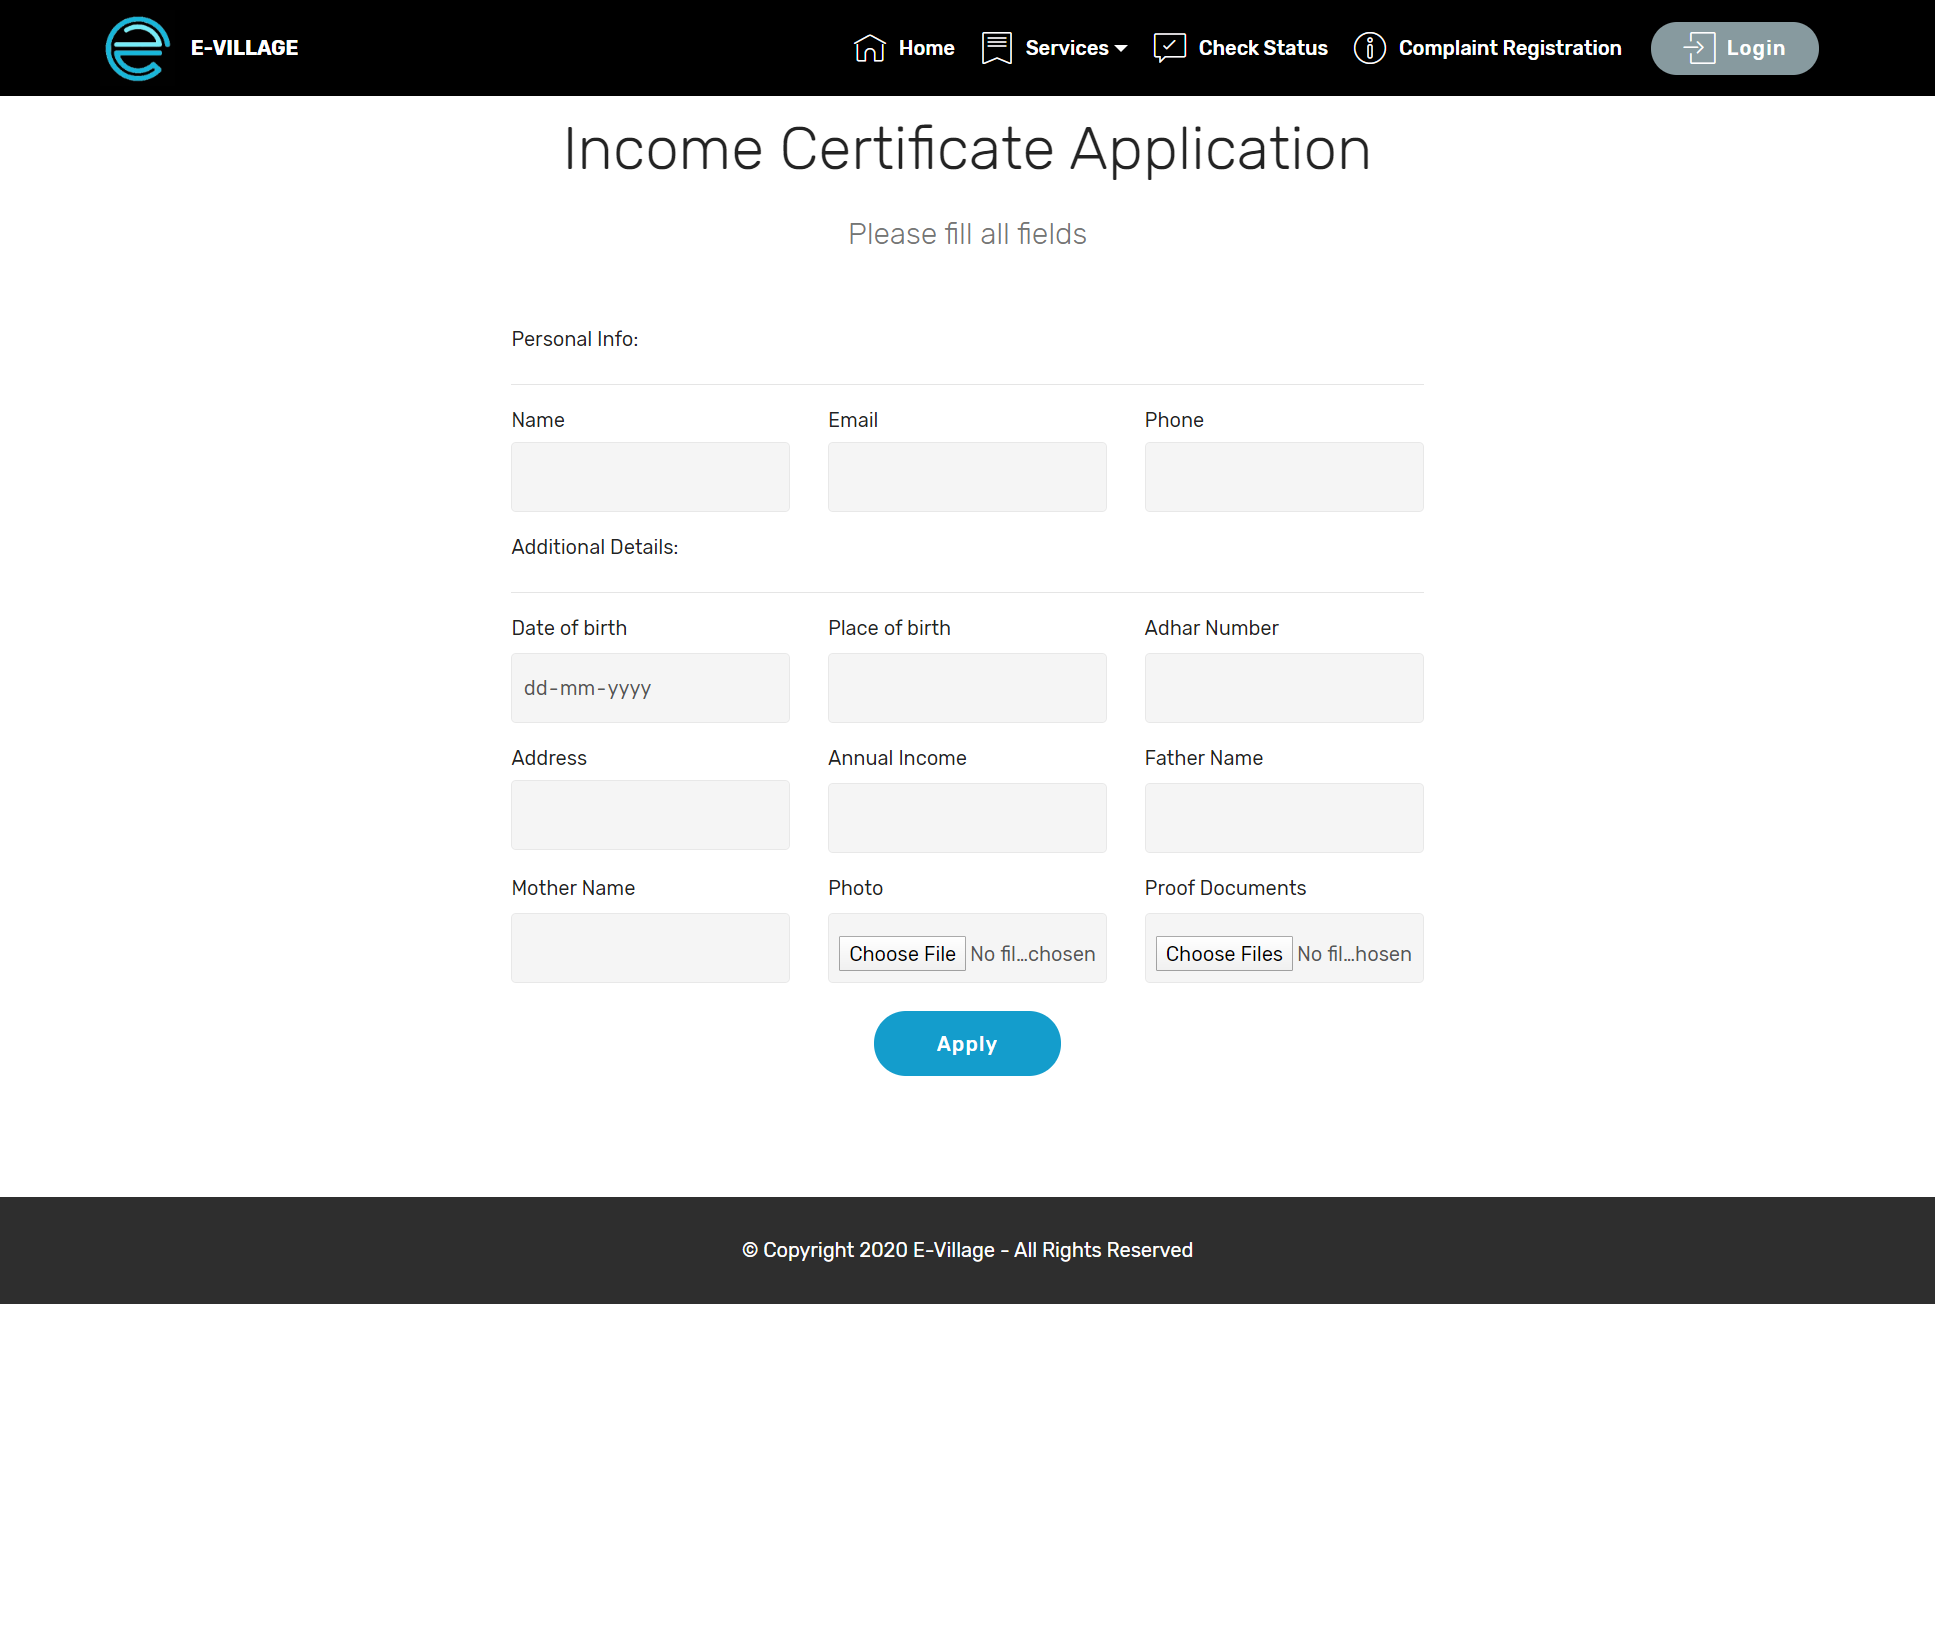 E-VILLAGE
Home Services Check Status Complaint Registration Login
Income Certificate Application
Please fill all fields
Personal Info:
Name Email Phone
Additional Details:
Date of birth Place of birth Adhar Number
dd-mm-yyyy
Address Annual Income Father Name
Mother Name Photo Proof Documents
Choose File No fil...chosen Choose Files No fil...hosen
Apply
© Copyright 2020 E-Village - All Rights Reserved